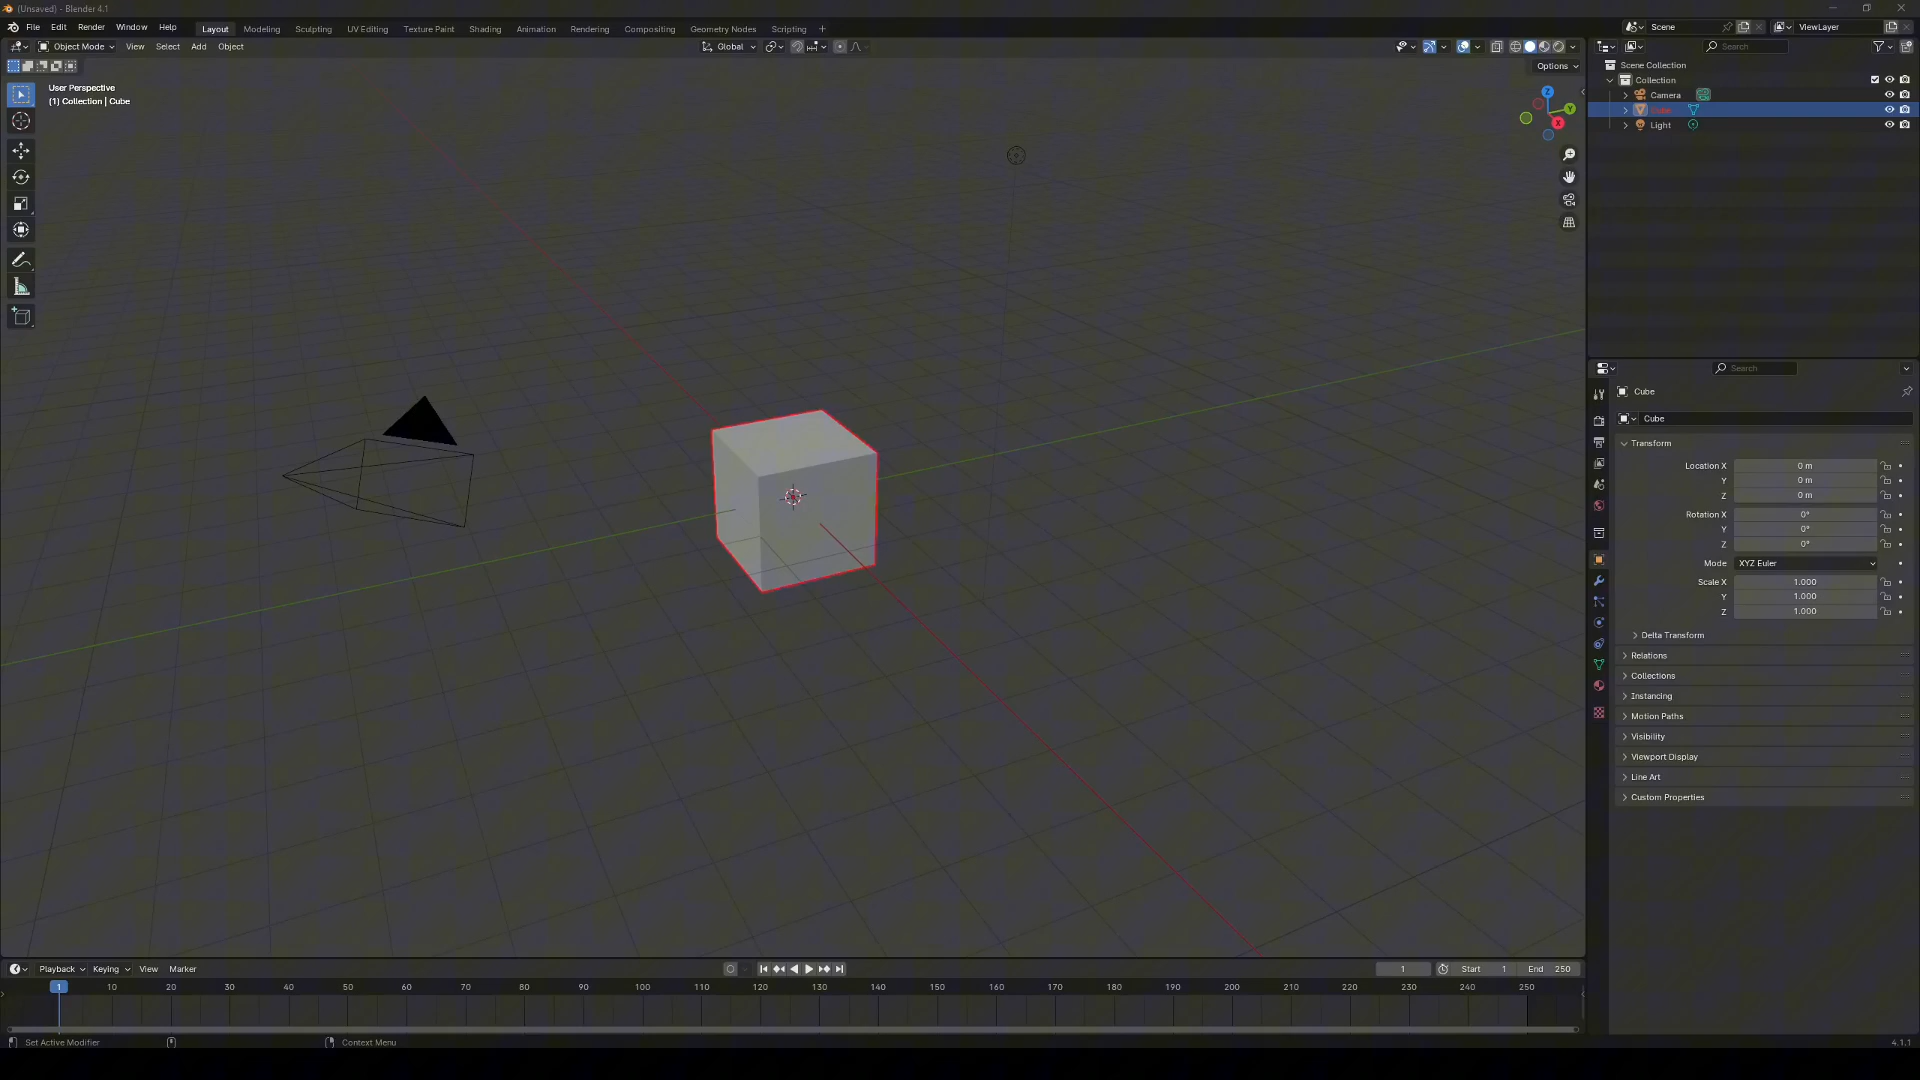 (Unsaved) - Blender 4.1
File Edit Render Window Help Layout Modeling Sculpting UV Editing Texture Paint Shading Animation Rendering Compositing Geometry Nodes Scripting + Scene ViewLayer
Object Mode View Select Add Object Global Search
Options
User Perspective
(1) Collection | Cube
Z
Y
X
Scene Collection
Collection
Camera
Cube
Light
Search
Cube
Cube
Transform
Location X 0 m
Y 0 m
Z 0 m
Rotation X 0°
Y 0°
Z 0°
Mode XYZ Euler
Scale X 1.000
Y 1.000
Z 1.000
Delta Transform
Relations
Collections
Instancing
Motion Paths
Visibility
Viewport Display
Line Art
Custom Properties
Playback Keying View Marker 1 Start 1 End 250
1 10 20 30 40 50 60 70 80 90 100 110 120 130 140 150 160 170 180 190 200 210 220 230 240 250
Set Active Modifier Context Menu 4.1.1